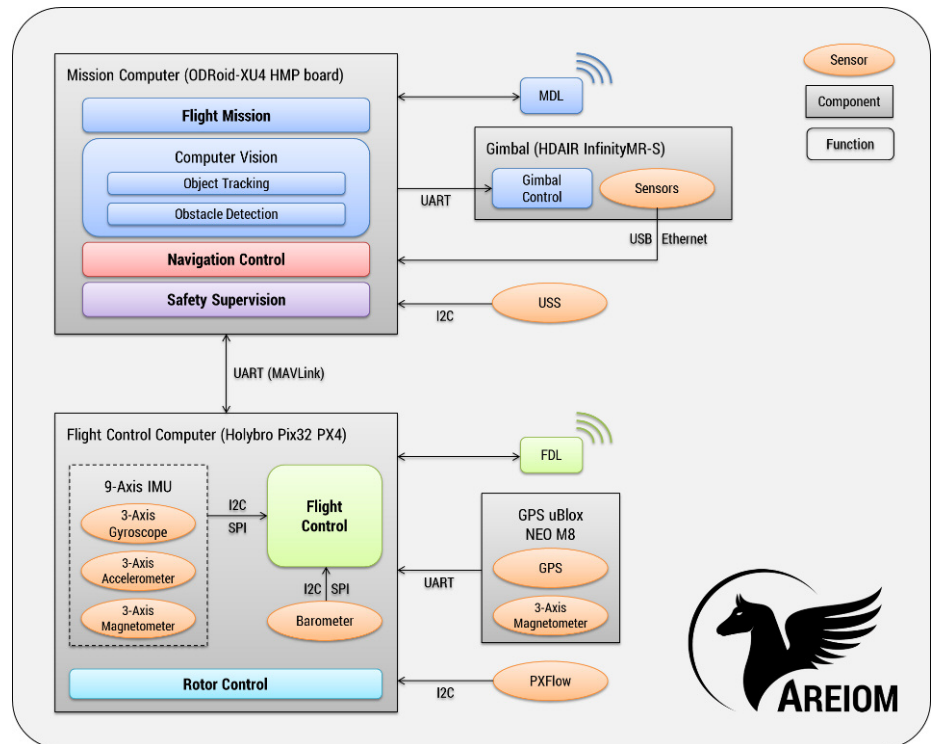 Mission Computer (ODRoid-XU4 HMP board)
Flight Mission
Computer Vision
Object Tracking
Obstacle Detection
Navigation Control
Safety Supervision
MDL
Sensor
Component
Function
Gimbal (HDAIR InfinityMR-S)
Gimbal
Control
Sensors
UART
USB
Ethernet
USS
I2C
UART (MAVLink)
Flight Control Computer (Holybro Pix32 PX4)
9-Axis IMU
3-Axis
Gyroscope
3-Axis
Accelerometer
3-Axis
Magnetometer
I2C
SPI
Flight
Control
I2C
SPI
Barometer
Rotor Control
FDL
GPS uBlox
NEO M8
GPS
3-Axis
Magnetometer
UART
PXFlow
I2C
AREIOM